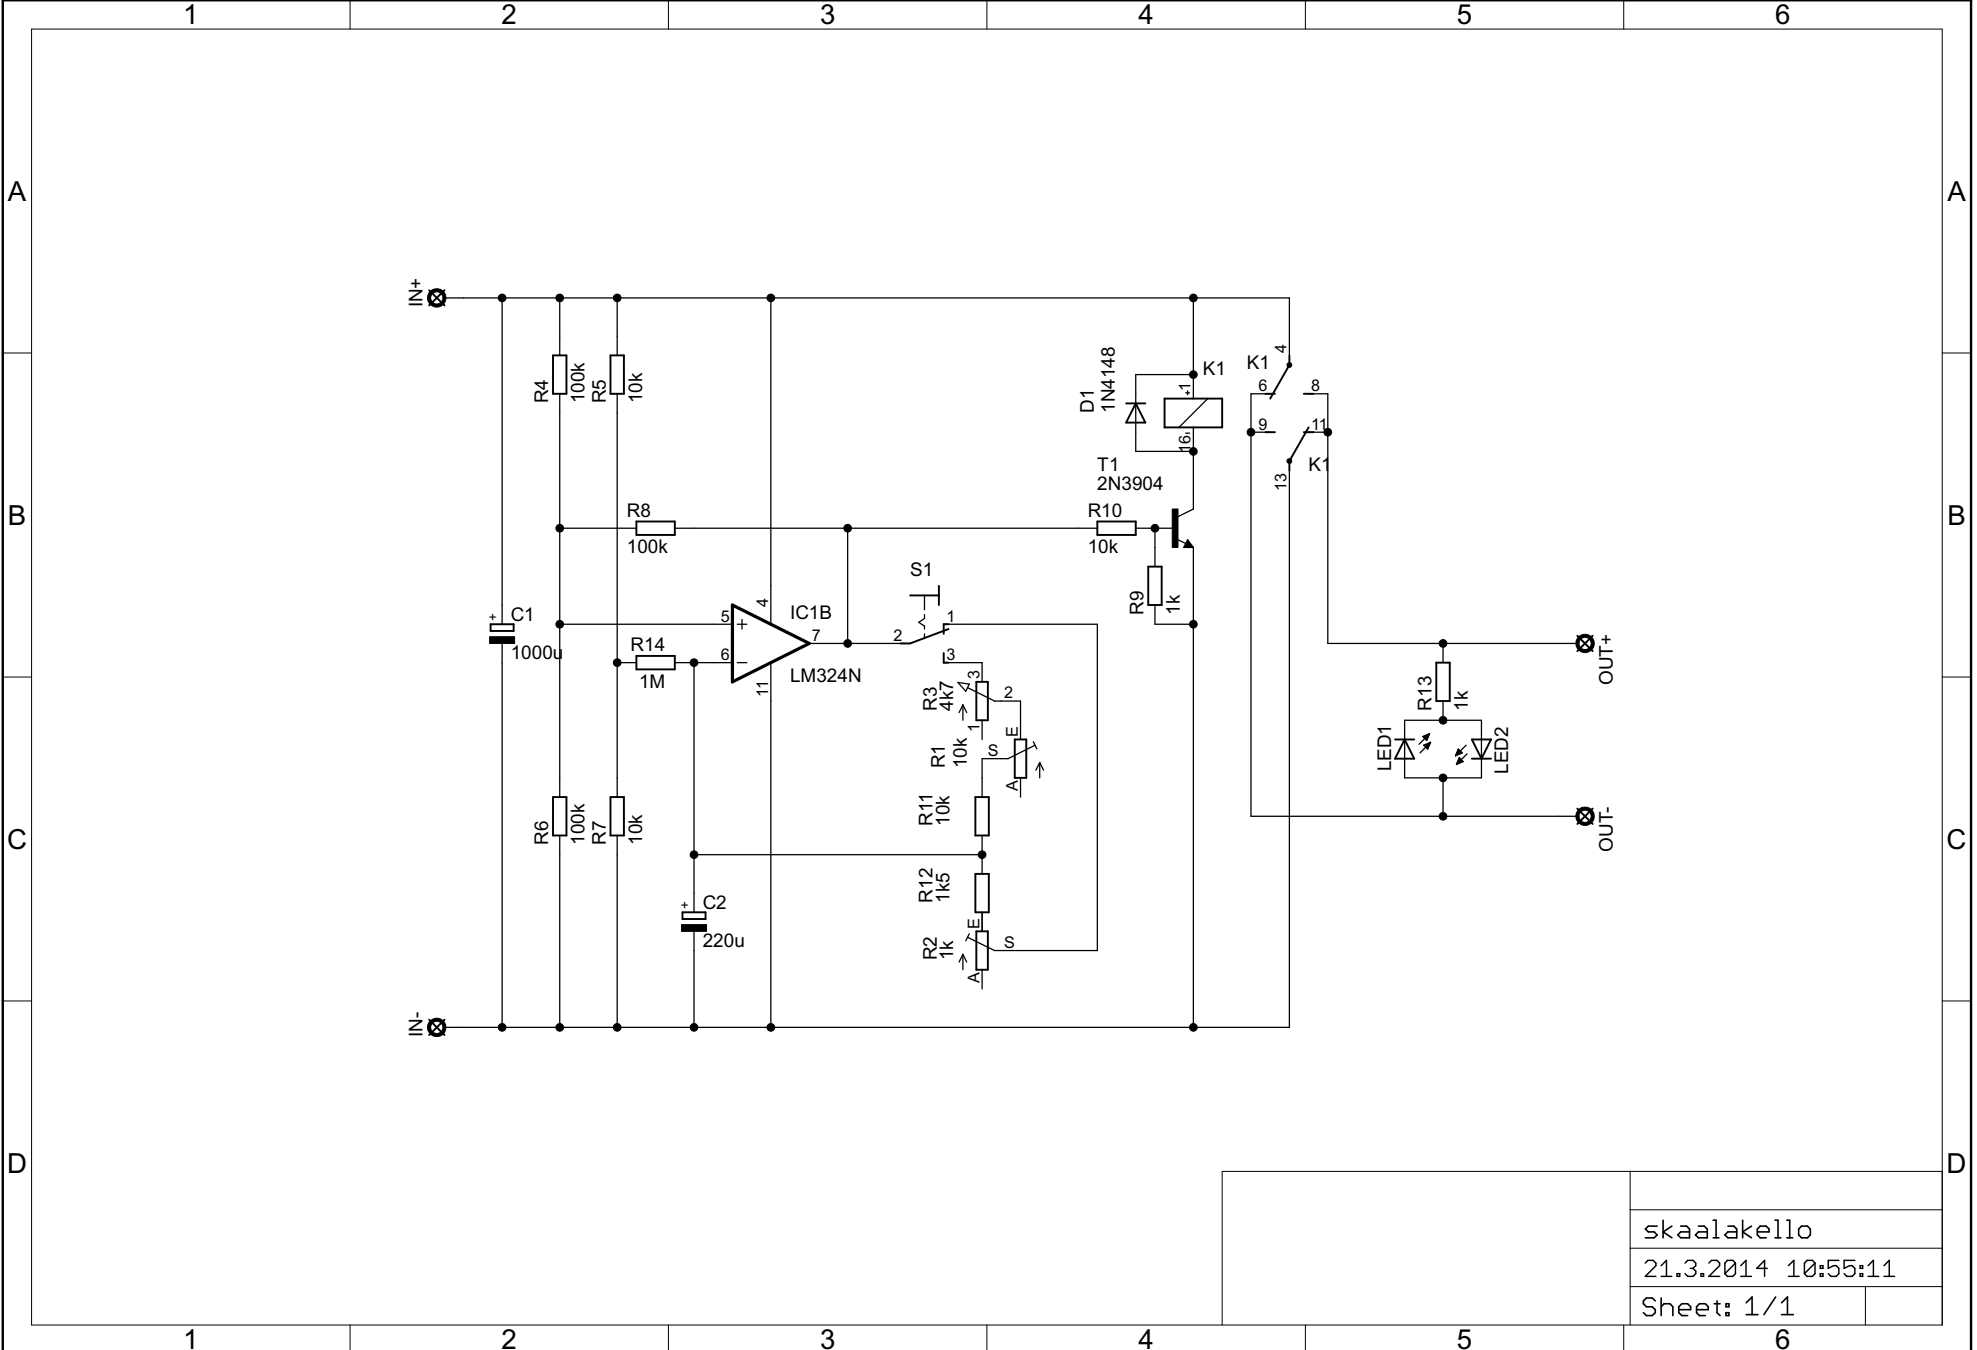 1 2 3 4 5 6
A A
IN+
R4 100k
R5 10k
D1 1N4148
+1 K1
16-
K1 4
6 8
9 11
13 K1
T1
2N3904
B B
R8
100k
R10
10k
R9 1k
S1
+ C1
1000u
5 + 4 IC1B
7
R14
1M
6 - 11
LM324N
2 1
3
OUT+
R3 4k7 3 2 1
R1 10k E S A
R13 1k
LED1 LED2
R6 100k
R7 10k
R11 10k
OUT-
C C
R12 1k5
+ C2
220u
R2 1k E S A
IN-
D D
skaalakello
21.3.2014 10:55:11
Sheet: 1/1
1 2 3 4 5 6